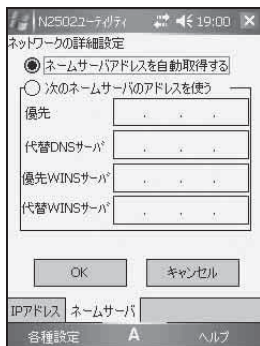 N2502ユーティリティ 19:00
ネットワークの詳細設定
ネームサーバアドレスを自動取得する
次のネームサーバのアドレスを使う
優先
代替DNSサーバ
優先WINSサーバ
代替WINSサーバ
OK キャンセル
IPアドレス ネームサーバ
各種設定 A ヘルプ